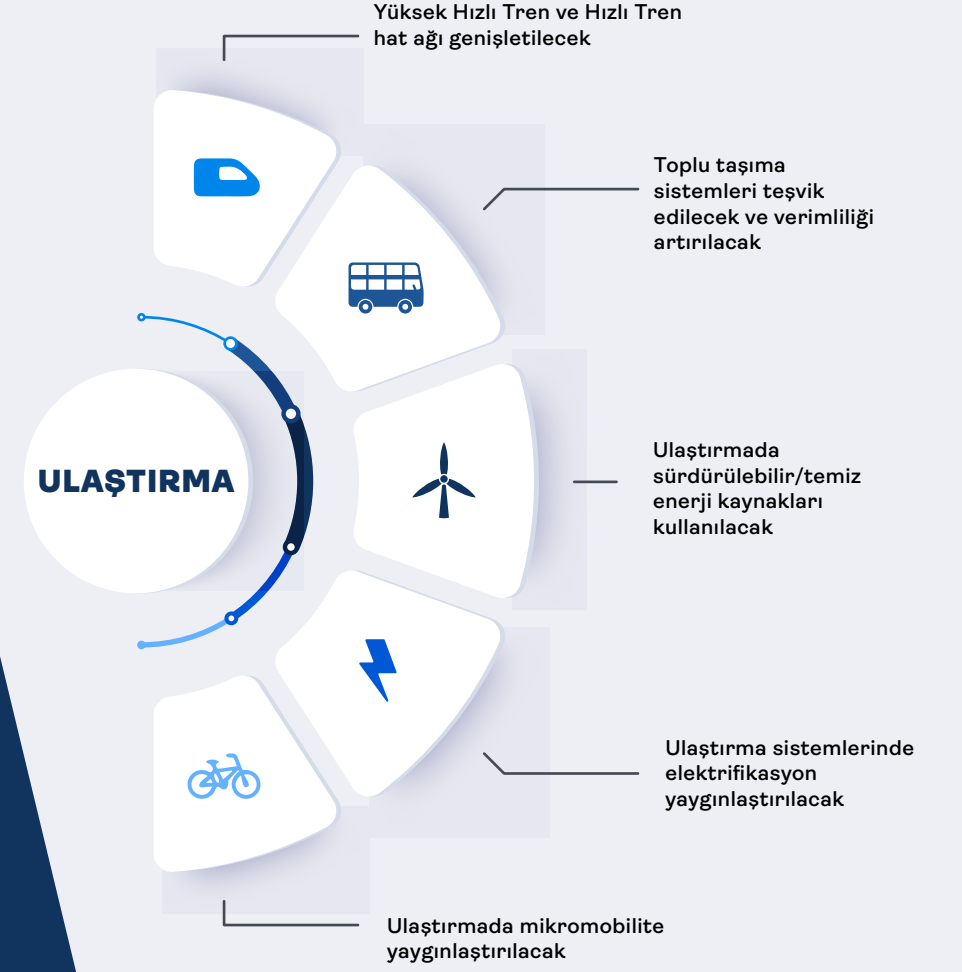 Yüksek Hızlı Tren ve Hızlı Tren
hat ağı genişletilecek
Toplu taşıma
sistemleri teşvik
edilecek ve verimliliği
artırılacak
ULAŞTIRMA
Ulaştırmada
sürdürülebilir/temiz
enerji kaynakları
kullanılacak
Ulaştırma sistemlerinde
elektrifikasyon
yaygınlaştırılacak
Ulaştırmada mikromobilite
yaygınlaştırılacak